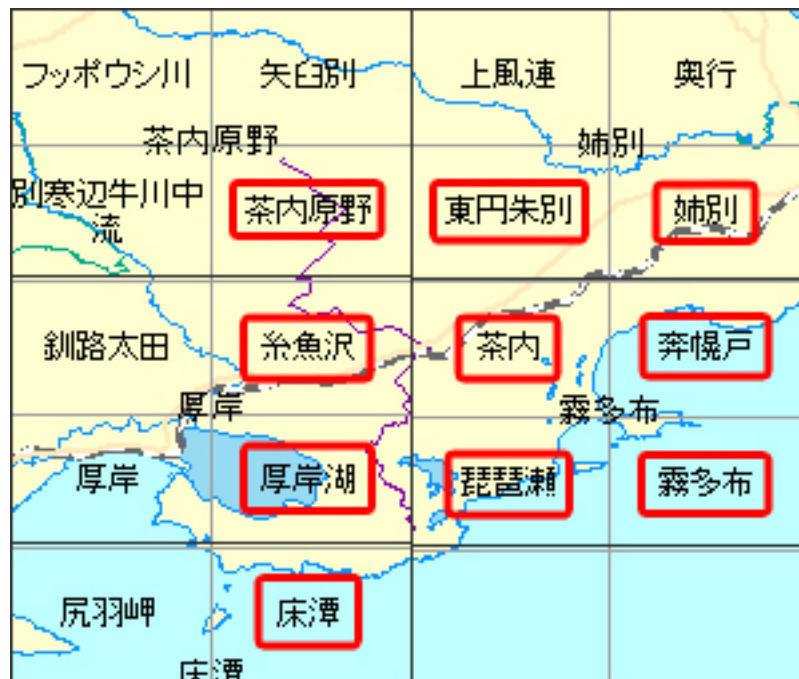 フッポウシ川
矢臼別
上風連
奥行
茶内原野
姉別
別寒辺牛川中
流
茶内原野
東円朱別
姉別
釧路太田
糸魚沢
茶内
奔幌戸
厚岸
霧多布
厚岸
厚岸湖
琵琶瀬
霧多布
尻羽岬
床潭
床潭